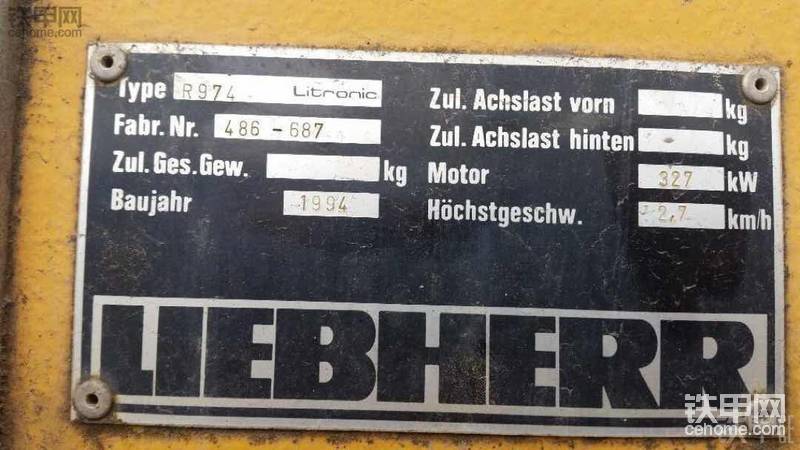 铁甲网
cehome.com
Type R974 Litronic
Fabr. Nr. 486-687
Zul. Ges. Gew. kg
Baujahr 1994
Zul. Achslast vorn kg
Zul. Achslast hinten kg
Motor 327 kW
Höchstgeschw. 2,7 km/h
LIEBHERR
铁甲网
cehome.com